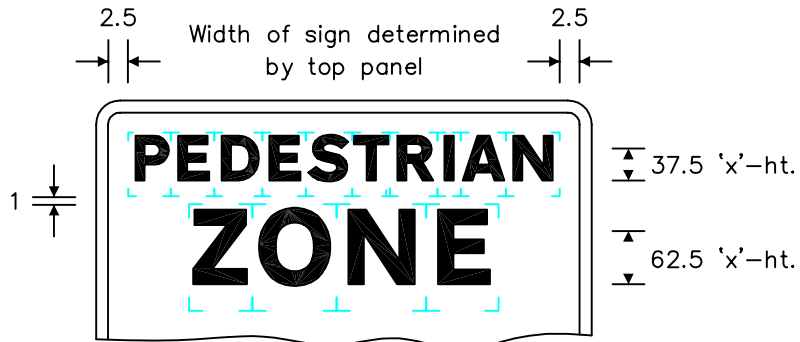 2.5
Width of sign determined
by top panel
2.5
PEDESTRIAN
37.5 'x'-ht.
1
ZONE
62.5 'x'-ht.